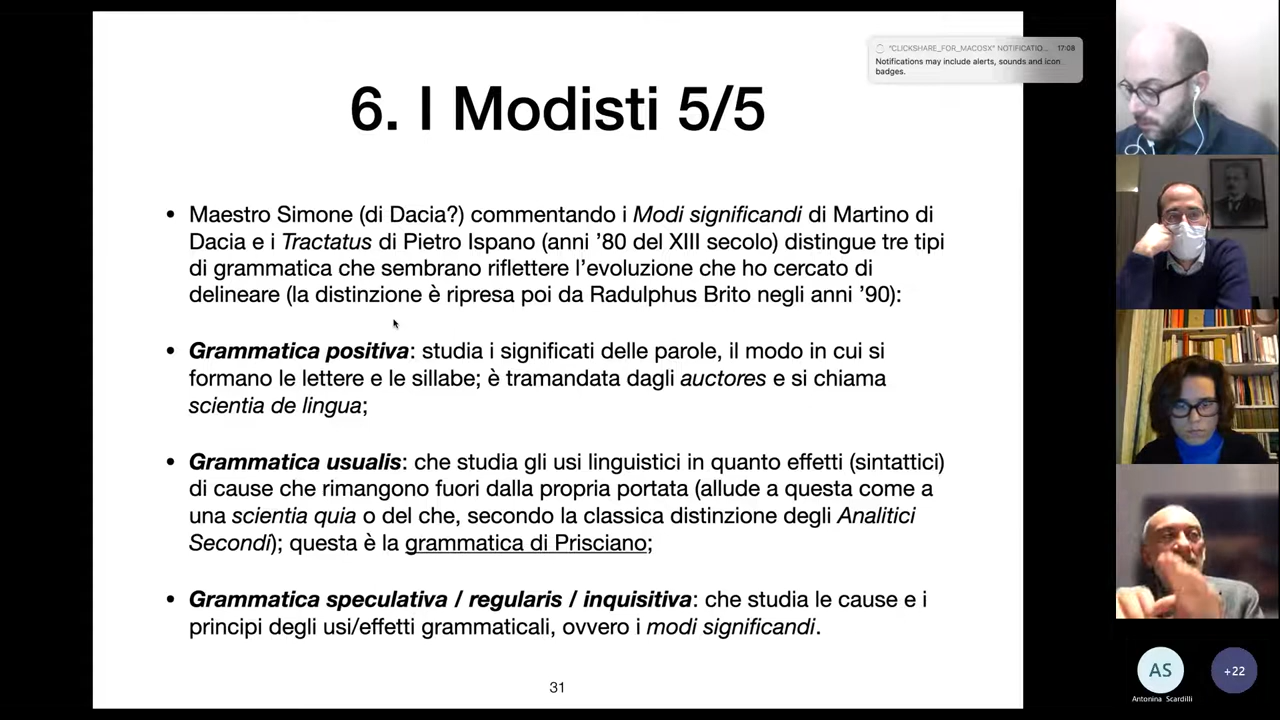 "CLICKSHARE_FOR_MACOSX" NOTIFICATIO... 17:08
Notifications may include alerts, sounds and icon
badges.
6. I Modisti 5/5
• Maestro Simone (di Dacia?) commentando i Modi significandi di Martino di
Dacia e i Tractatus di Pietro Ispano (anni ’80 del XIII secolo) distingue tre tipi
di grammatica che sembrano riflettere l’evoluzione che ho cercato di
delineare (la distinzione è ripresa poi da Radulphus Brito negli anni ’90):
• Grammatica positiva: studia i significati delle parole, il modo in cui si
formano le lettere e le sillabe; è tramandata dagli auctores e si chiama
scientia de lingua;
• Grammatica usualis: che studia gli usi linguistici in quanto effetti (sintattici)
di cause che rimangono fuori dalla propria portata (allude a questa come a
una scientia quia o del che, secondo la classica distinzione degli Analitici
Secondi); questa è la grammatica di Prisciano;
• Grammatica speculativa / regularis / inquisitiva: che studia le cause e i
principi degli usi/effetti grammaticali, ovvero i modi significandi.
31
AS
+22
Antonina Scardilli